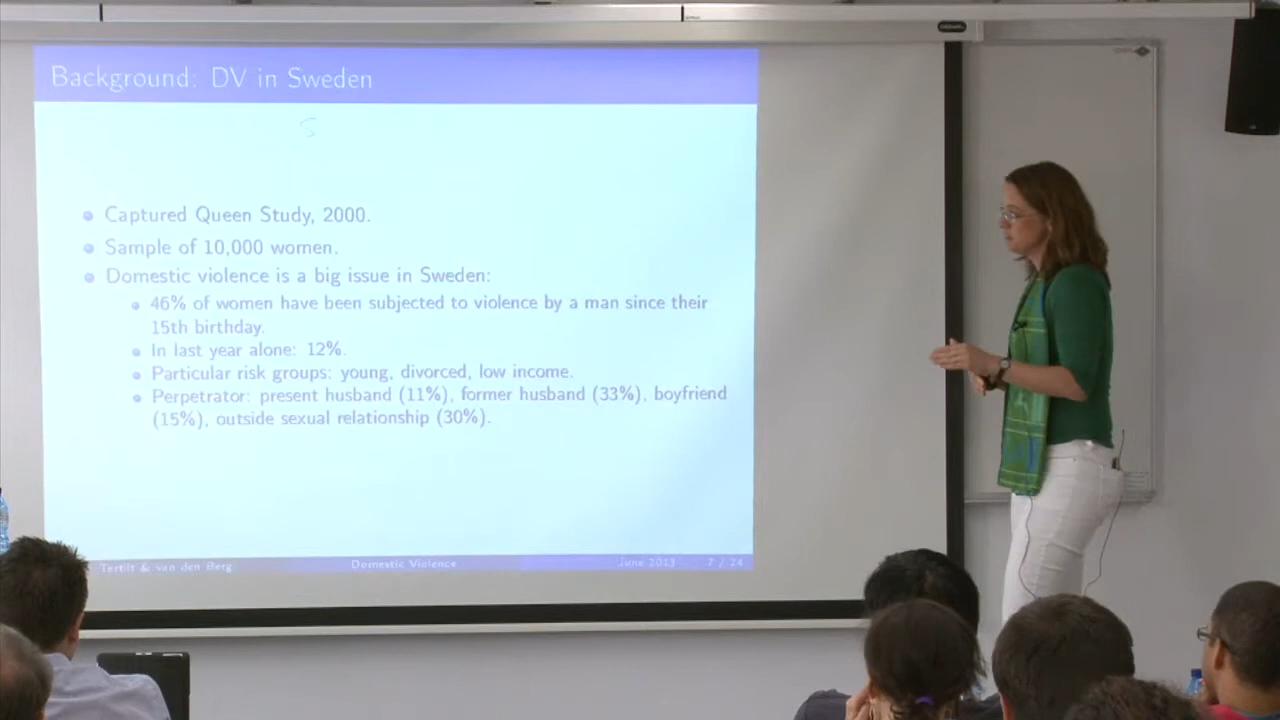 Background: DV in Sweden
Captured Queen Study, 2000.
Sample of 10,000 women.
Domestic violence is a big issue in Sweden:
46% of women have been subjected to violence by a man since their
15th birthday.
In last year alone: 12%.
Particular risk groups: young, divorced, low income.
Perpetrator: present husband (11%), former husband (33%), boyfriend
(15%), outside sexual relationship (30%).
Tertilt & van den Berg Domestic Violence June 2013 7 / 24